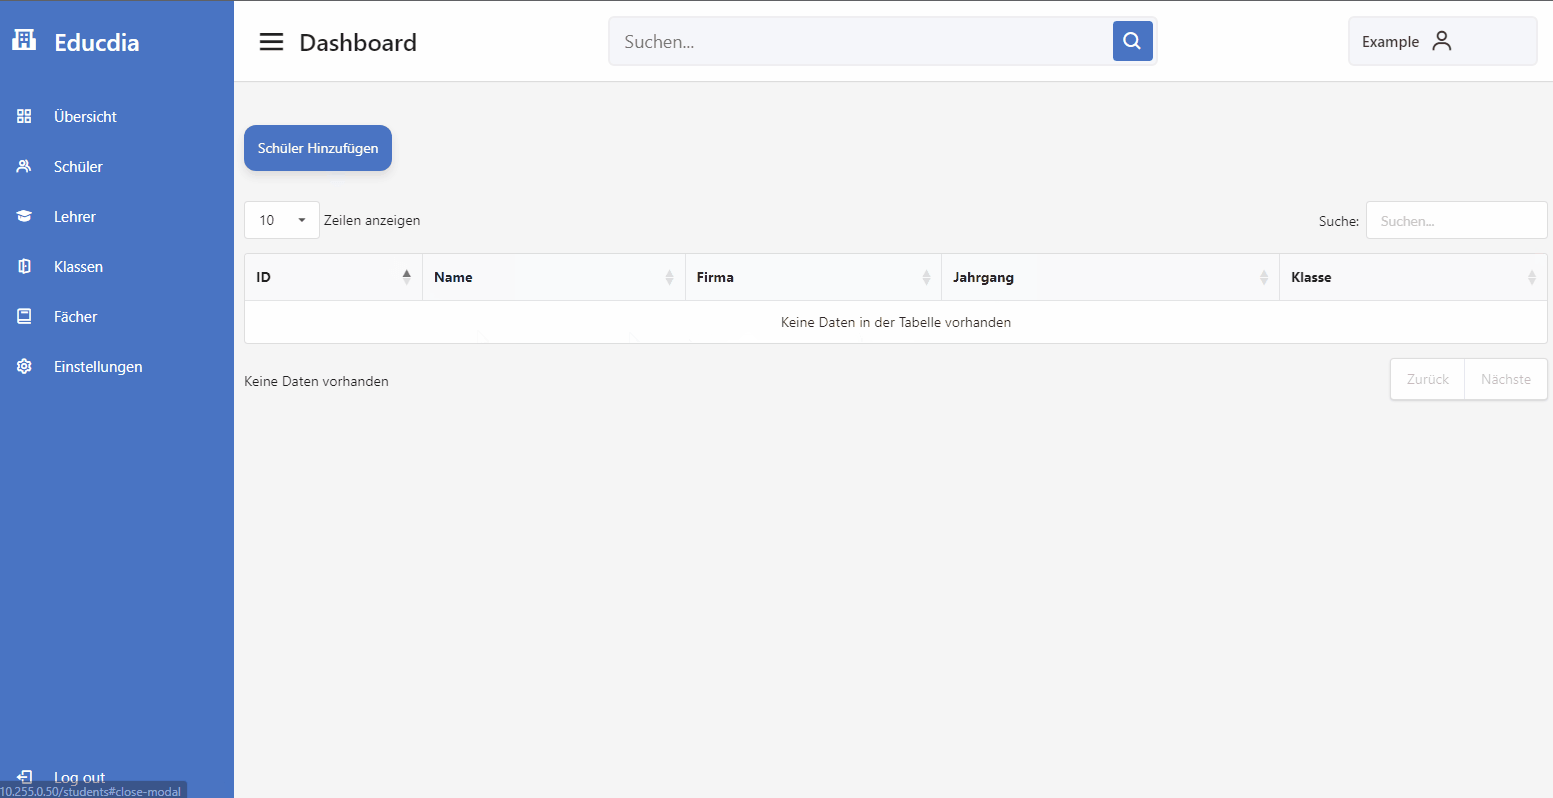 Educdia
Dashboard
Suchen...
Example
Übersicht
Schüler
Lehrer
Klassen
Fächer
Einstellungen
Log out
10.255.0.50/students#close-modal
Schüler Hinzufügen
10 Zeilen anzeigen
Suche: Suchen...
ID Name Firma Jahrgang Klasse
Keine Daten in der Tabelle vorhanden
Keine Daten vorhanden
Zurück Nächste